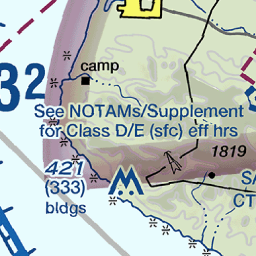 32
camp
See NOTAMs/Supplement
for Class D/E (sfc) eff hrs
421
(333)
bldgs
1819
SA
CT